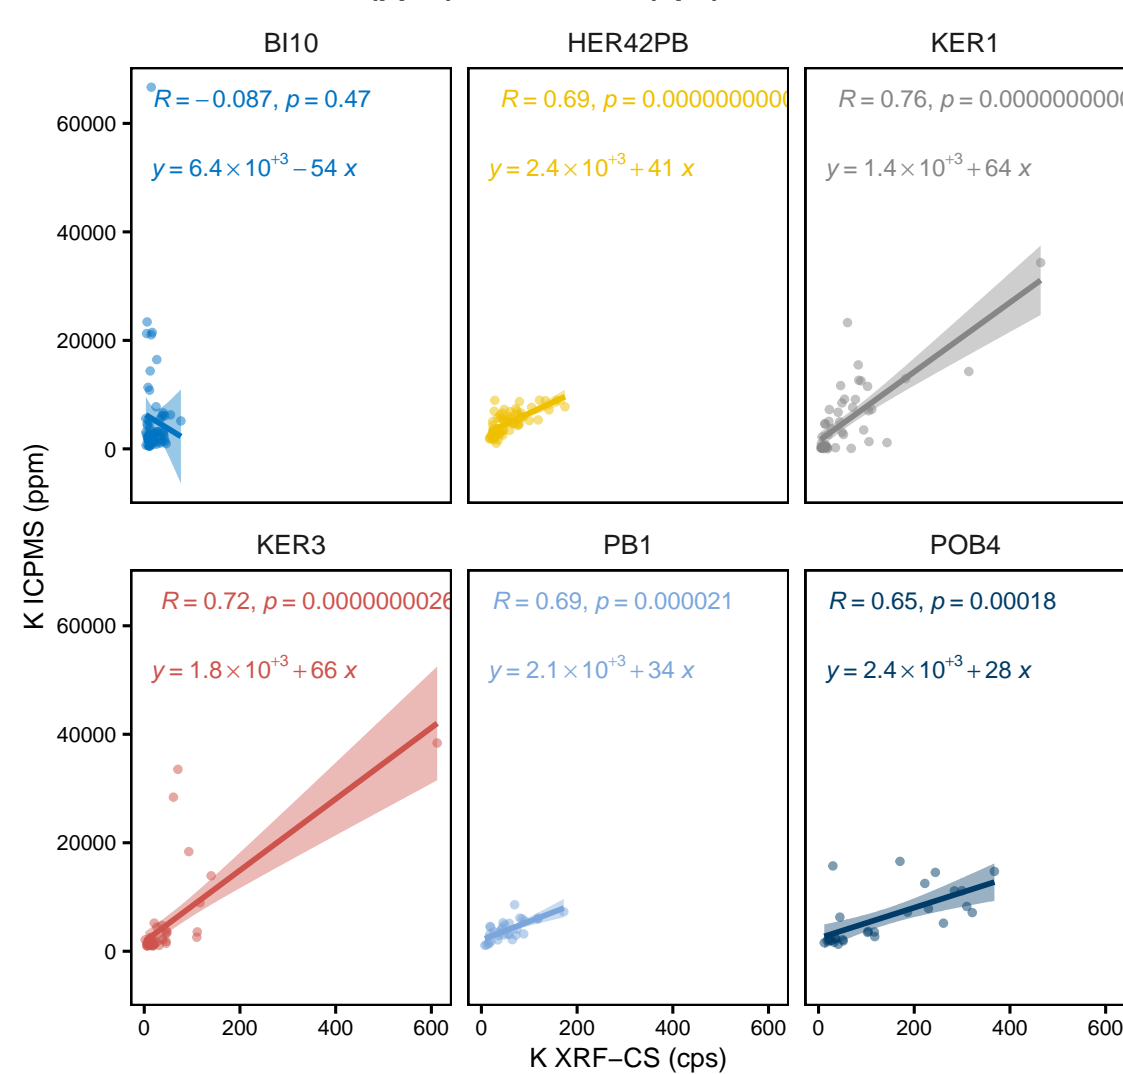 BI10
HER42PB
KER1
R = −0.087, p = 0.47
R = 0.69, p = 0.0000000000
R = 0.76, p = 0.000000000
y = 6.4×10⁺³ − 54 x
y = 2.4×10⁺³ + 41 x
y = 1.4×10⁺³ + 64 x
60000
40000
20000
0
K ICPMS (ppm)
KER3
PB1
POB4
R = 0.72, p = 0.0000000026
R = 0.69, p = 0.000021
R = 0.65, p = 0.00018
y = 1.8×10⁺³ + 66 x
y = 2.1×10⁺³ + 34 x
y = 2.4×10⁺³ + 28 x
60000
40000
20000
0
0 200 400 600
0 200 400 600
0 200 400 600
K XRF−CS (cps)